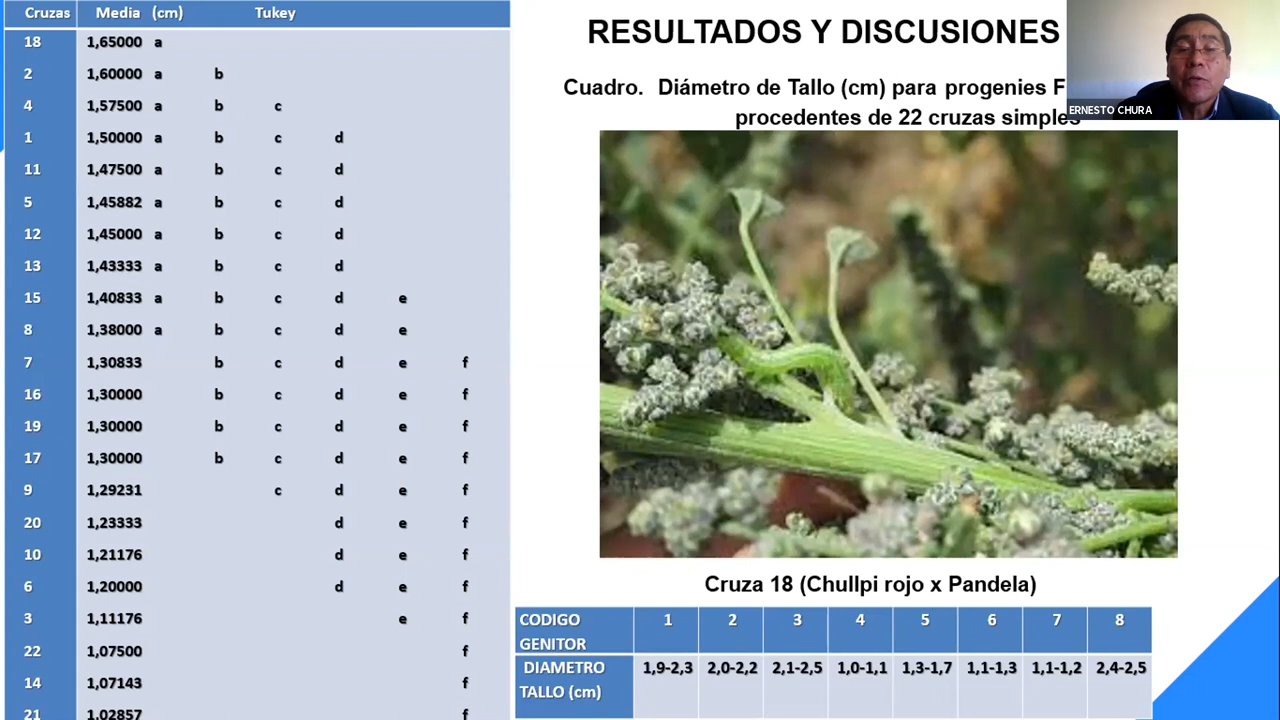 Cruzas Media (cm) Tukey
18 1,65000 a
2 1,60000 a b
4 1,57500 a b c
1 1,50000 a b c d
11 1,47500 a b c d
5 1,45882 a b c d
12 1,45000 a b c d
13 1,43333 a b c d
15 1,40833 a b c d e
8 1,38000 a b c d e
7 1,30833 b c d e f
16 1,30000 b c d e f
19 1,30000 b c d e f
17 1,30000 b c d e f
9 1,29231 c d e f
20 1,23333 d e f
10 1,21176 d e f
6 1,20000 d e f
3 1,11176 e f
22 1,07500 f
14 1,07143 f
21 1,02857 f
RESULTADOS Y DISCUSIONES
Cuadro. Diámetro de Tallo (cm) para progenies F
procedentes de 22 cruzas simples
ERNESTO CHURA
Cruza 18 (Chullpi rojo x Pandela)
CODIGO GENITOR 1 2 3 4 5 6 7 8
DIAMETRO TALLO (cm) 1,9-2,3 2,0-2,2 2,1-2,5 1,0-1,1 1,3-1,7 1,1-1,3 1,1-1,2 2,4-2,5